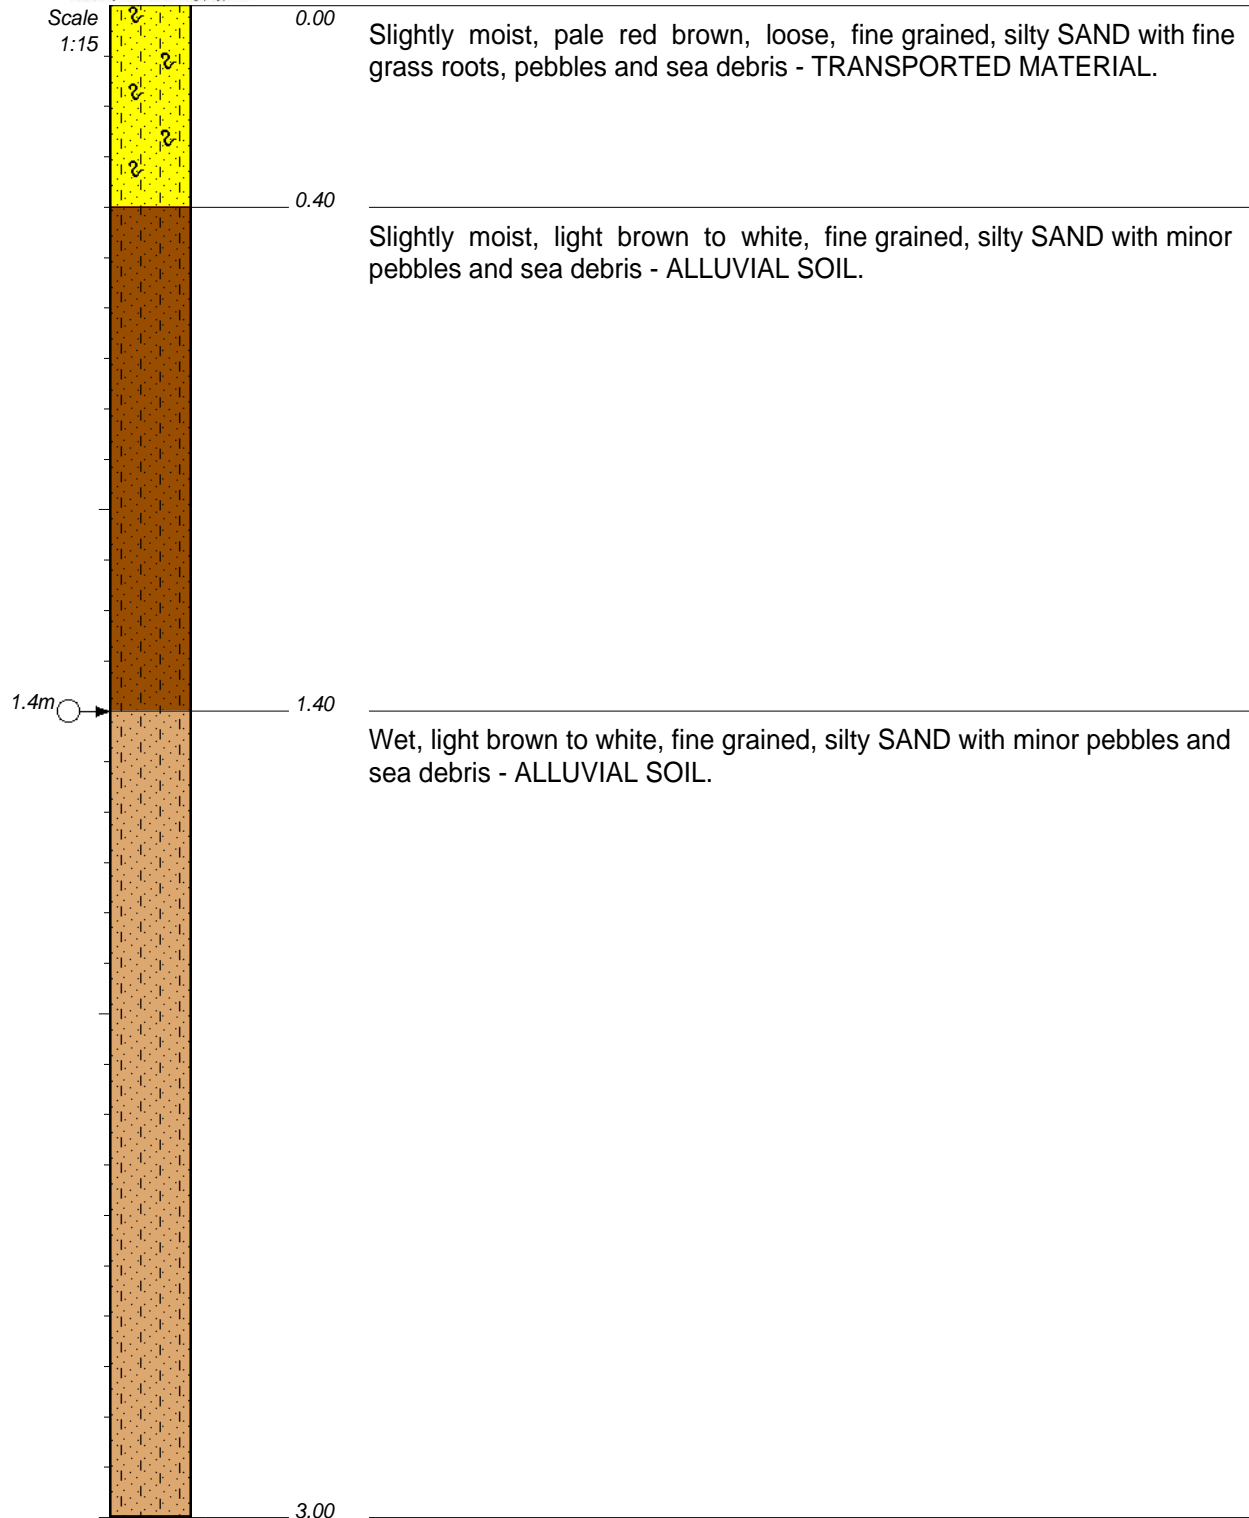 Scale
1:15
0.00
Slightly moist, pale red brown, loose, fine grained, silty SAND with fine
grass roots, pebbles and sea debris - TRANSPORTED MATERIAL.
0.40
Slightly moist, light brown to white, fine grained, silty SAND with minor
pebbles and sea debris - ALLUVIAL SOIL.
1.4m
1.40
Wet, light brown to white, fine grained, silty SAND with minor pebbles and
sea debris - ALLUVIAL SOIL.
3.00